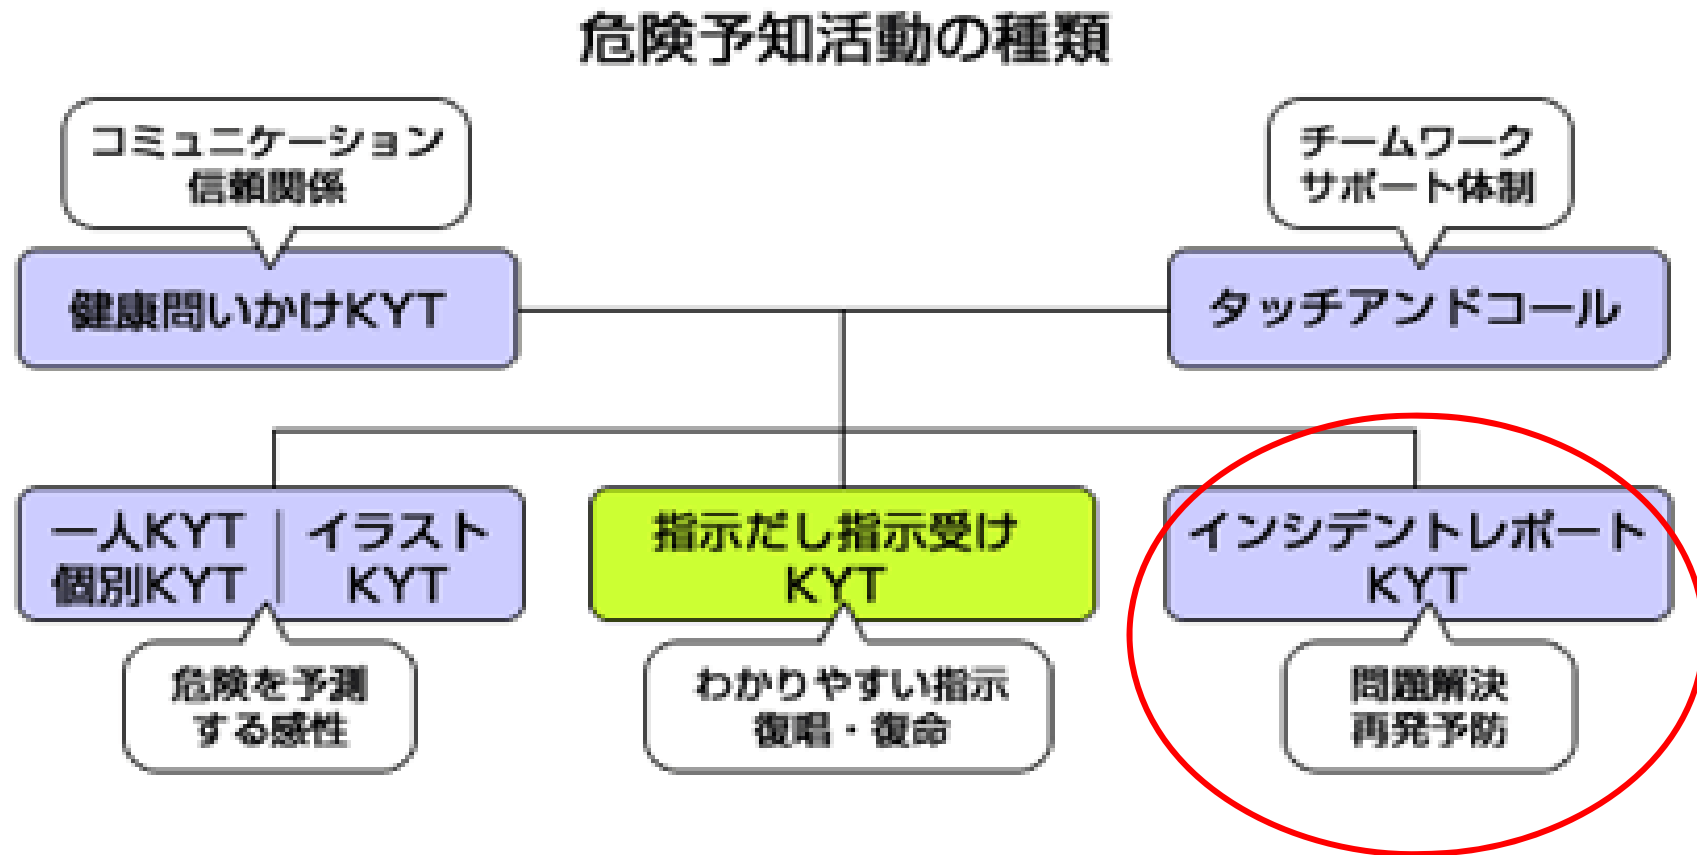 危険予知活動の種類
コミュニケーション
信頼関係
チームワーク
サポート体制
健康問いかけKYT
タッチアンドコール
一人KYT
個別KYT
イラスト
KYT
指示だし指示受け
KYT
インシデントレポート
KYT
危険を予測
する感性
わかりやすい指示
復唱・復命
問題解決
再発予防